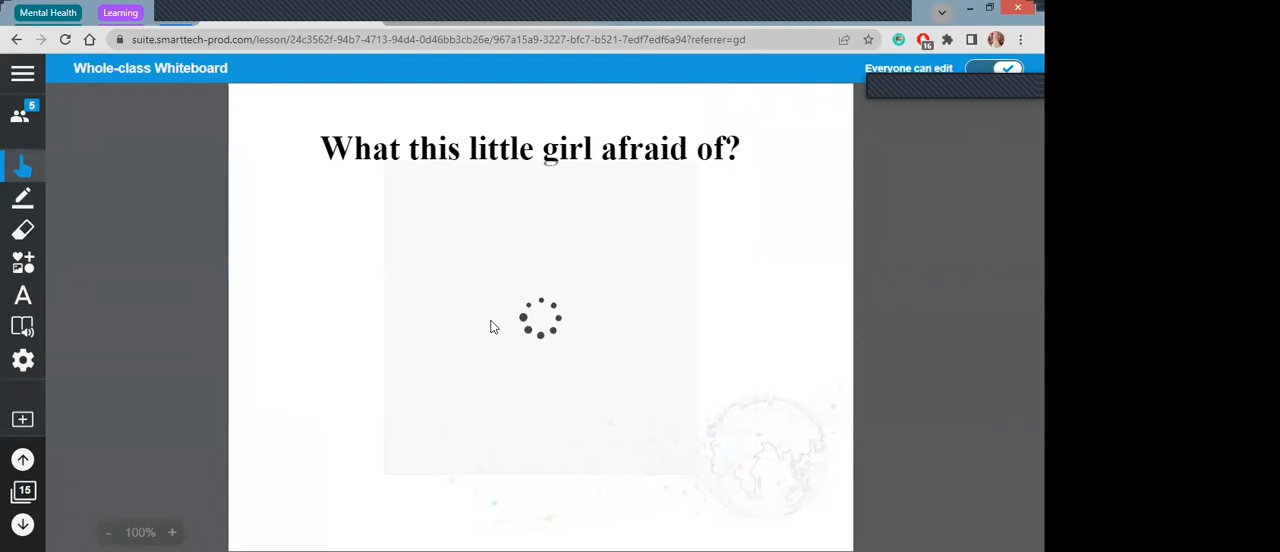 Mental Health
Learning
suite.smarttech-prod.com/lesson/24c3562f-94b7-4713-94d4-0d46bb3cb26e/967a15a9-3227-bfc7-b521-7edf7edf6a94?referrer=gd
16
Whole-class Whiteboard
Everyone can edit
5
What this little girl afraid of?
A
15
- 100% +